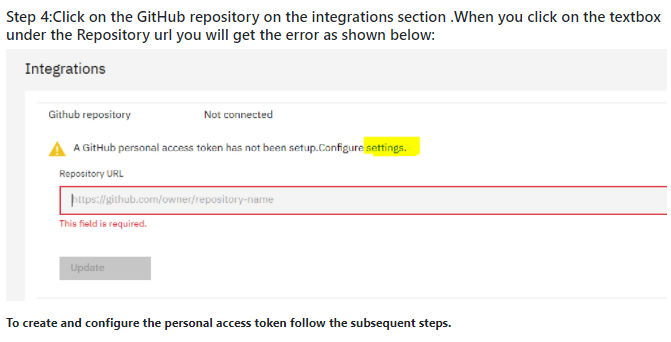 Step 4:Click on the GitHub repository on the integrations section .When you click on the textbox
under the Repository url you will get the error as shown below:
Integrations
Github repository Not connected
A GitHub personal access token has not been setup.Configure settings.
Repository URL
https://github.com/owner/repository-name
This field is required.
Update
To create and configure the personal access token follow the subsequent steps.